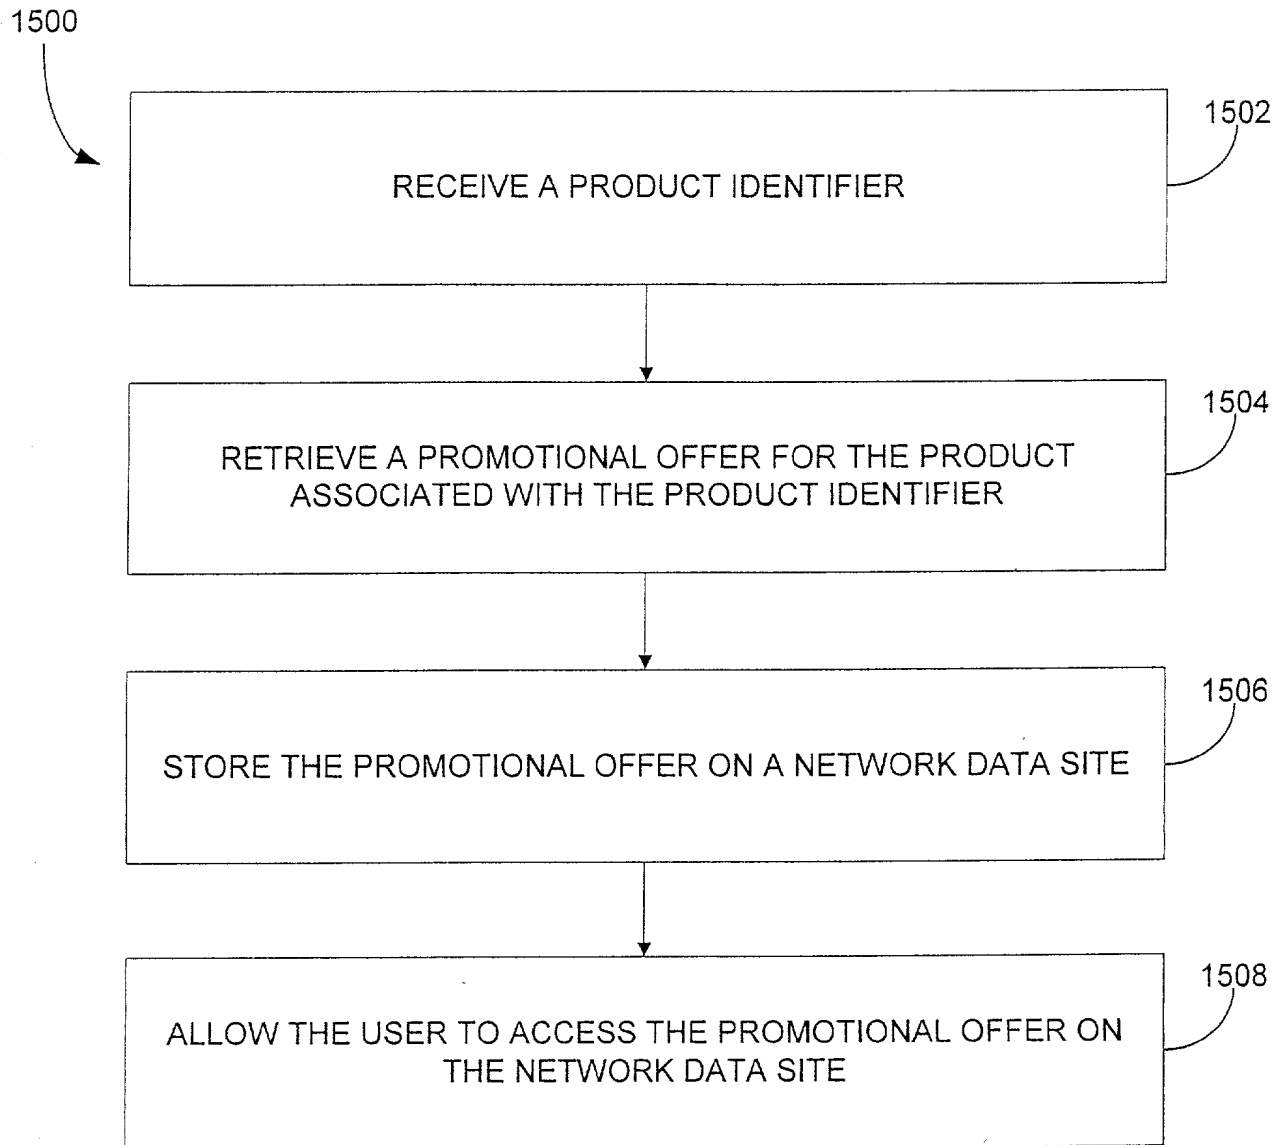 1500
1502
RECEIVE A PRODUCT IDENTIFIER
1504
RETRIEVE A PROMOTIONAL OFFER FOR THE PRODUCT
ASSOCIATED WITH THE PRODUCT IDENTIFIER
1506
STORE THE PROMOTIONAL OFFER ON A NETWORK DATA SITE
1508
ALLOW THE USER TO ACCESS THE PROMOTIONAL OFFER ON
THE NETWORK DATA SITE